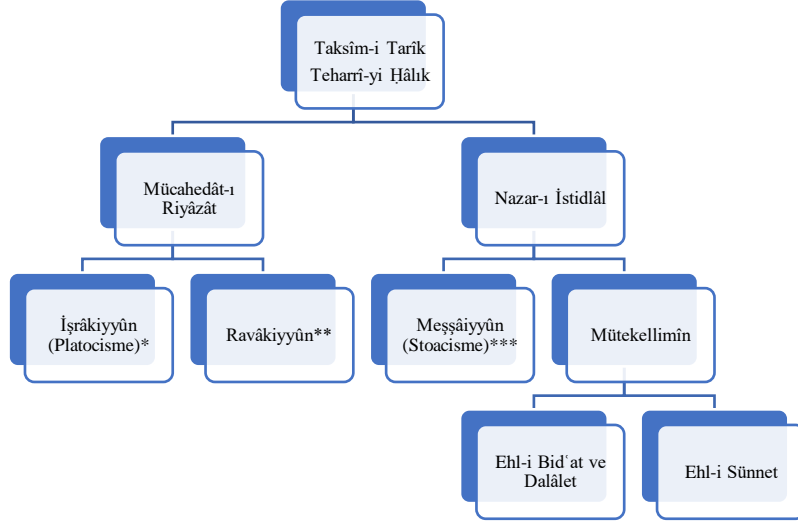 Taksîm-i Tarîk
Teharrî-yi Ḥâlık
Mücahedât-ı
Riyâzât
Nazar-ı İstidlâl
İşrâkiyyûn
(Platocisme)*
Ravâkiyyûn**
Meşşâiyyûn
(Stoacisme)***
Mütekellimîn
Ehl-i Bidʿat ve
Dalâlet
Ehl-i Sünnet